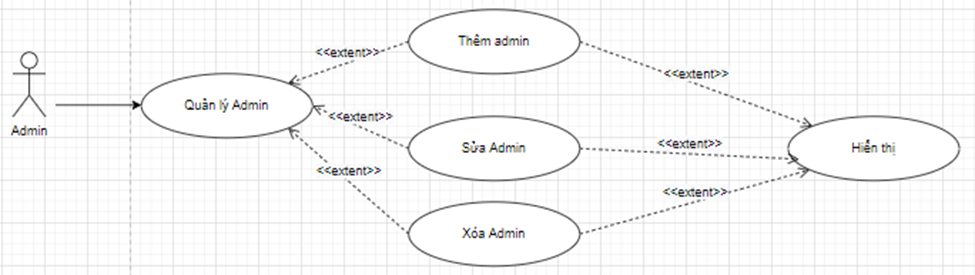 Thêm admin
<<extent>>
<<extent>>
Quản lý Admin
<<extent>>
Admin
Sửa Admin
<<extent>>
Hiển thị
<<extent>>
<<extent>>
Xóa Admin